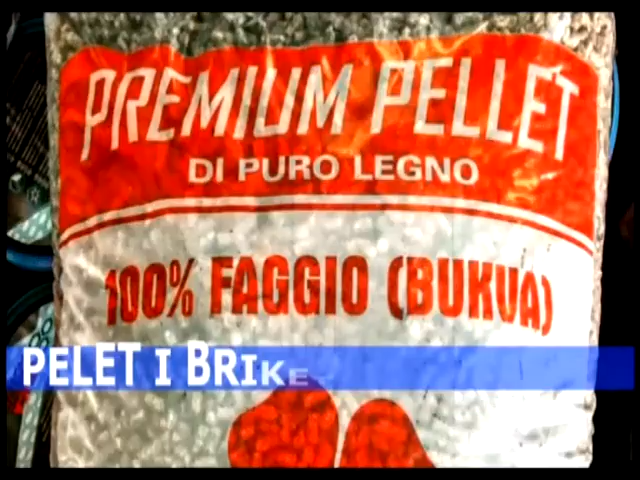 PREMIUM PELLET
DI PURO LEGNO
100% FAGGIO (BUKVA)
PELET I BRIKE